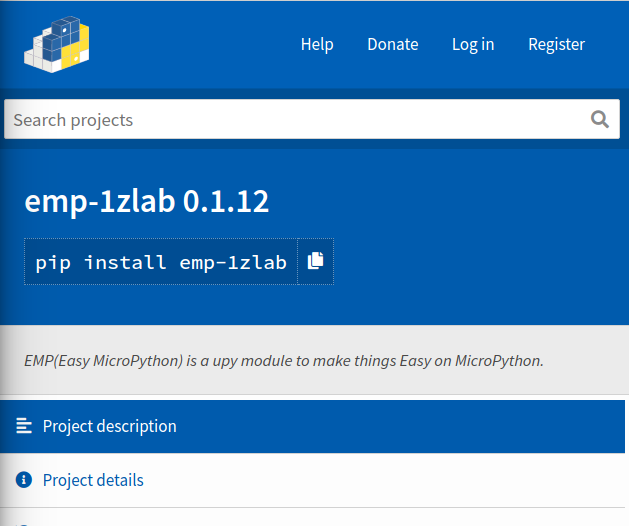 Help Donate Log in Register
Search projects
emp-1zlab 0.1.12
pip install emp-1zlab
EMP(Easy MicroPython) is a upy module to make things Easy on MicroPython.
Project description
Project details